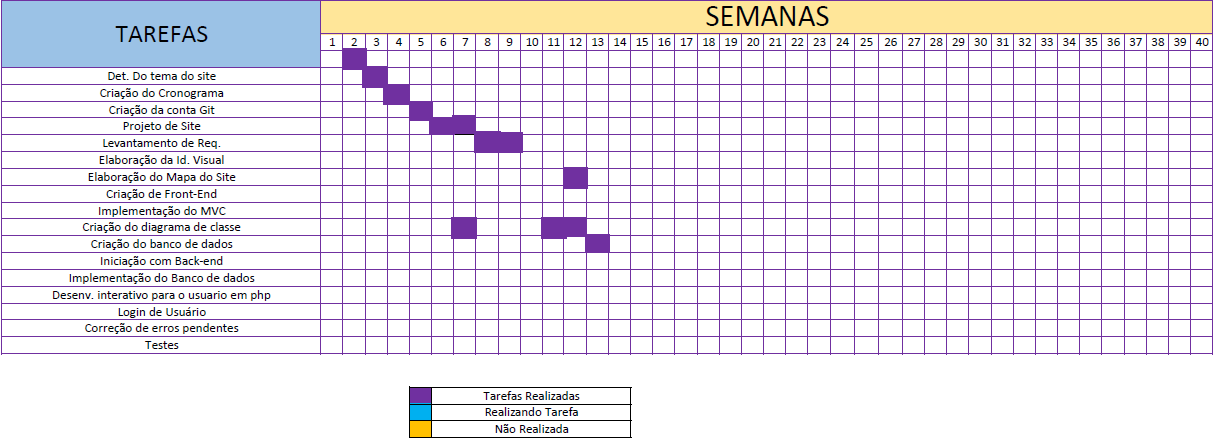 TAREFAS
SEMANAS
1 2 3 4 5 6 7 8 9 10 11 12 13 14 15 16 17 18 19 20 21 22 23 24 25 26 27 28 29 30 31 32 33 34 35 36 37 38 39 40
Det. Do tema do site
Criação do Cronograma
Criação da conta Git
Projeto de Site
Levantamento de Req.
Elaboração da Id. Visual
Elaboração do Mapa do Site
Criação de Front-End
Implementação do MVC
Criação do diagrama de classe
Criação do banco de dados
Iniciação com Back-end
Implementação do Banco de dados
Desenv. interativo para o usuario em php
Login de Usuário
Correção de erros pendentes
Testes
Tarefas Realizadas
Realizando Tarefa
Não Realizada